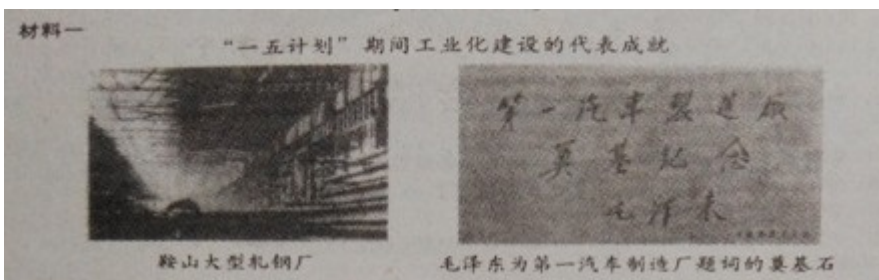 材料一
“一五计划”期间工业化建设的代表成就
第一汽车製造廠
奠基纪念
毛泽东
鞍山大型轧钢厂
毛泽东为第一汽车制造厂题词的奠基石